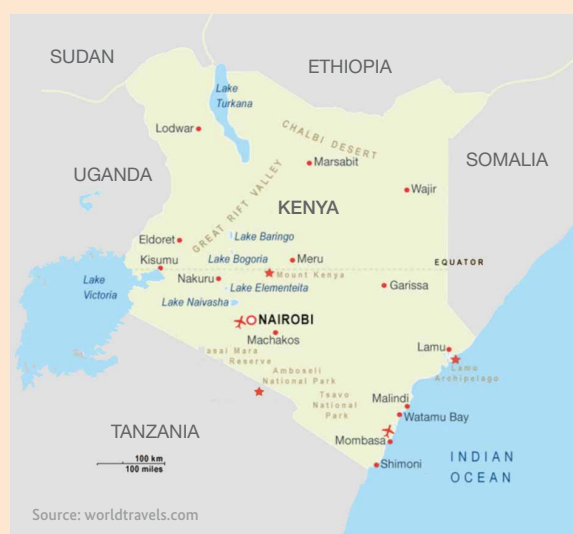 SUDAN
ETHIOPIA
Lake
Turkana
Lodwar
CHALBI DESERT
SOMALIA
Marsabit
UGANDA
Wajir
GREAT RIFT VALLEY
KENYA
Eldoret
Lake Baringo
Kisumu
Lake Bogoria
Meru
EQUATOR
Lake
Victoria
Nakuru
Mount Kenya
Lake Elementeita
Garissa
Lake Naivasha
NAIROBI
Machakos
Lamu
asai Mara
Reserve
Lamu
Archipelago
Amboseli
National Park
Tsavo
National
Park
Malindi
Watamu Bay
TANZANIA
Mombasa
INDIAN
OCEAN
100 km
100 miles
Shimoni
Source: worldtravels.com